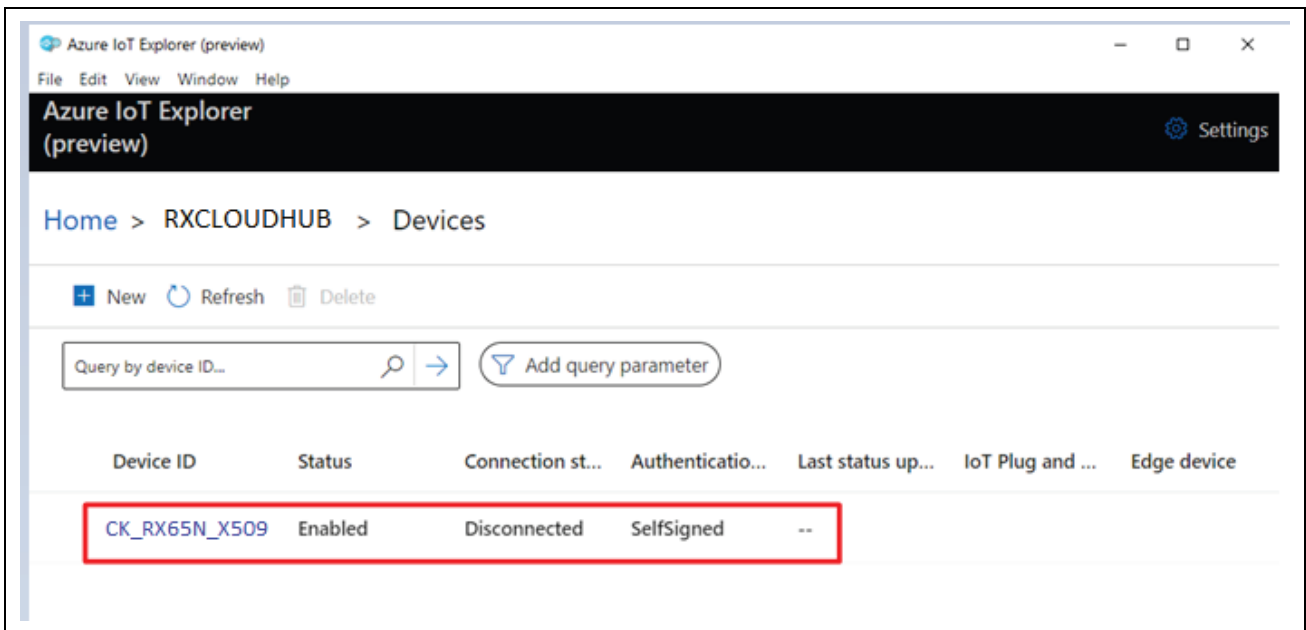 Azure IoT Explorer (preview)
File Edit View Window Help
Azure IoT Explorer
(preview)
Settings
Home > RXCLOUDHUB > Devices
New Refresh Delete
Query by device ID... Add query parameter
Device ID Status Connection st... Authenticatio... Last status up... IoT Plug and ... Edge device
CK_RX65N_X509 Enabled Disconnected SelfSigned --